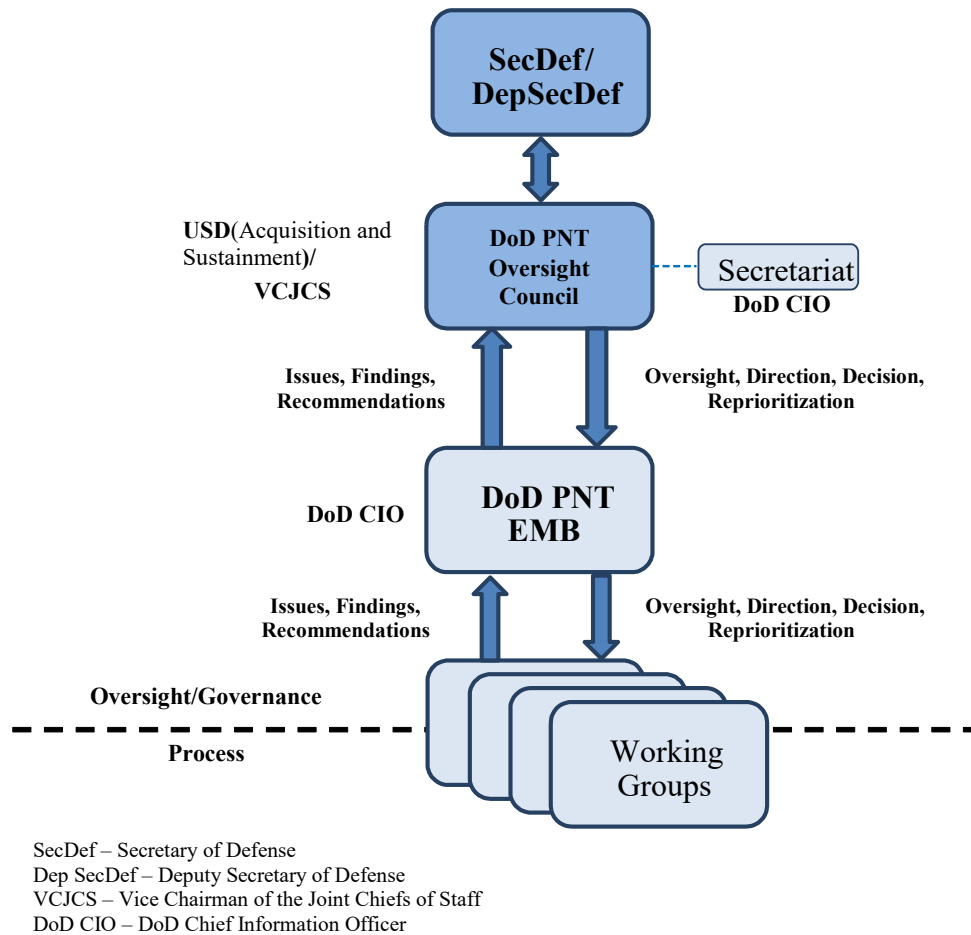 SecDef/
DepSecDef
USD(Acquisition and
Sustainment)/
VCJCS
DoD PNT
Oversight
Council
Secretariat
DoD CIO
Issues, Findings,
Recommendations
Oversight, Direction, Decision,
Reprioritization
DoD CIO
DoD PNT
EMB
Issues, Findings,
Recommendations
Oversight, Direction, Decision,
Reprioritization
Oversight/Governance
Process
Working
Groups
SecDef – Secretary of Defense
Dep SecDef – Deputy Secretary of Defense
VCJCS – Vice Chairman of the Joint Chiefs of Staff
DoD CIO – DoD Chief Information Officer